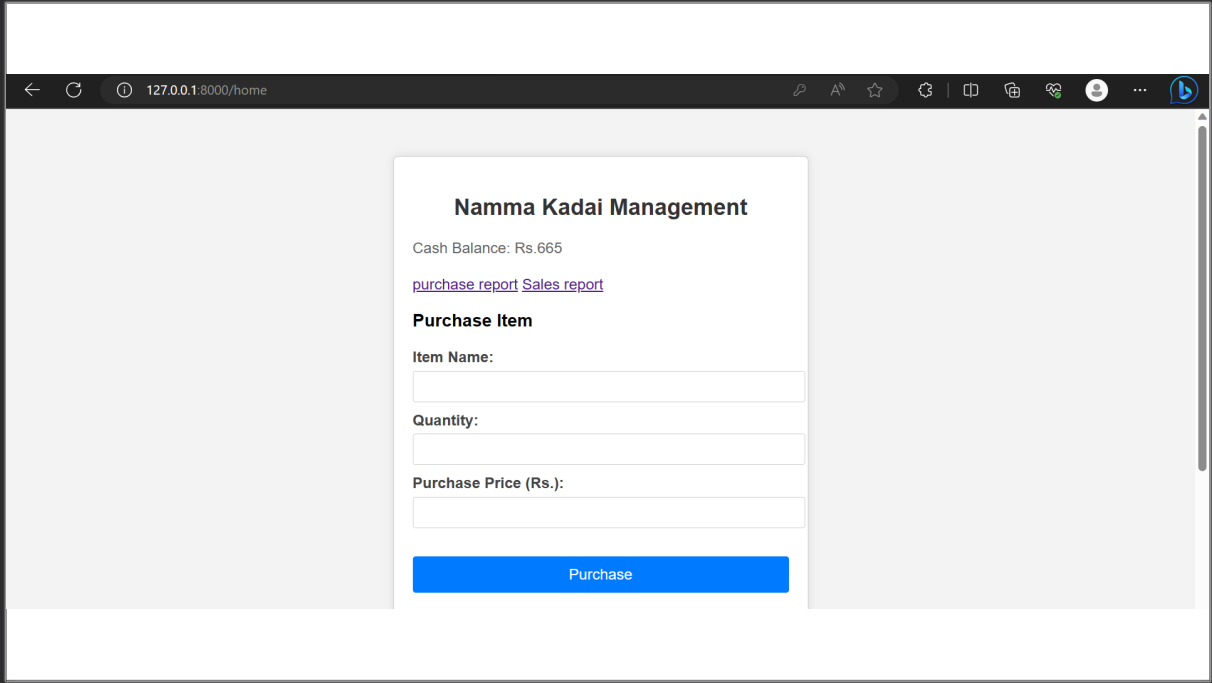 127.0.0.1:8000/home
Namma Kadai Management
Cash Balance: Rs.665
purchase report Sales report
Purchase Item
Item Name:
Quantity:
Purchase Price (Rs.):
Purchase